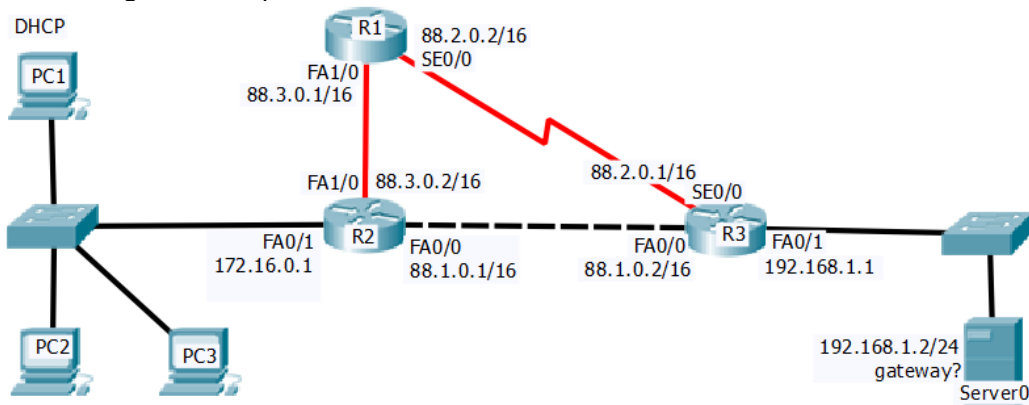 DHCP
PC1
R1
88.2.0.2/16
SE0/0
FA1/0
88.3.0.1/16
FA1/0
88.3.0.2/16
88.2.0.1/16
SE0/0
R2
R3
FA0/1
172.16.0.1
FA0/0
88.1.0.1/16
FA0/0
88.1.0.2/16
FA0/1
192.168.1.1
PC2
PC3
192.168.1.2/24
gateway?
Server0